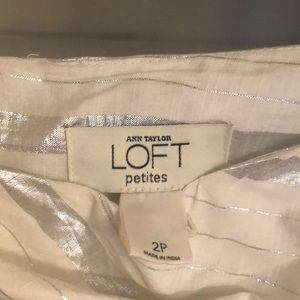 ANN TAYLOR
LOFT
petites
2P
MADE IN INDIA